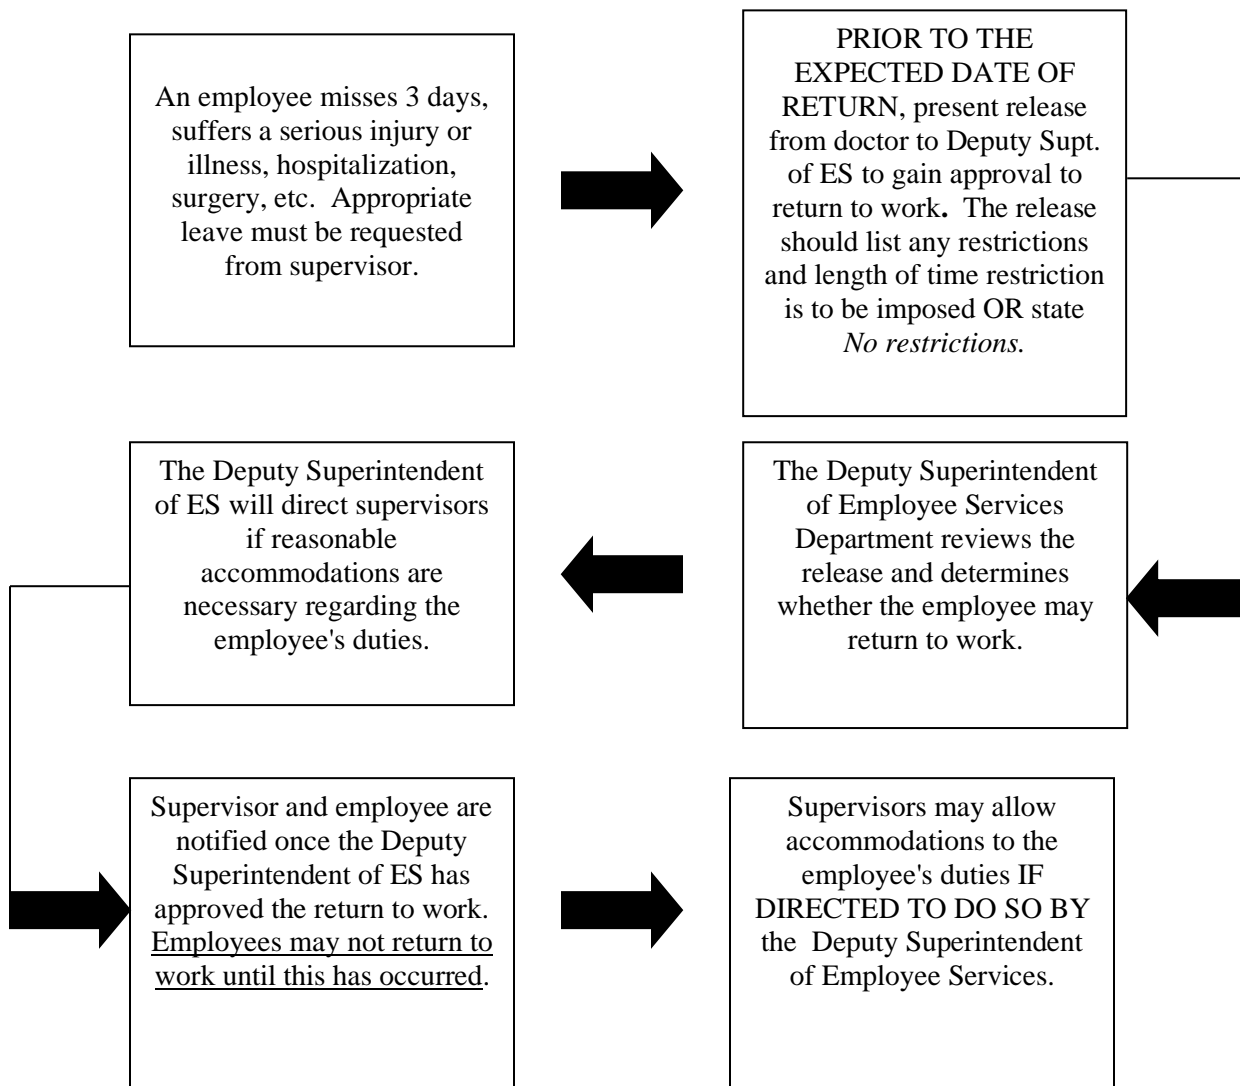 An employee misses 3 days,
suffers a serious injury or
illness, hospitalization,
surgery, etc.  Appropriate
leave must be requested
from supervisor.
PRIOR TO THE
EXPECTED DATE OF
RETURN, present release
from doctor to Deputy Supt.
of ES to gain approval to
return to work.  The release
should list any restrictions
and length of time restriction
is to be imposed OR state
No restrictions.
The Deputy Superintendent
of Employee Services
Department reviews the
release and determines
whether the employee may
return to work.
The Deputy Superintendent
of ES will direct supervisors
if reasonable
accommodations are
necessary regarding the
employee's duties.
Supervisor and employee are
notified once the Deputy
Superintendent of ES has
approved the return to work.
Employees may not return to
work until this has occurred.
Supervisors may allow
accommodations to the
employee's duties IF
DIRECTED TO DO SO BY
the  Deputy Superintendent
of Employee Services.